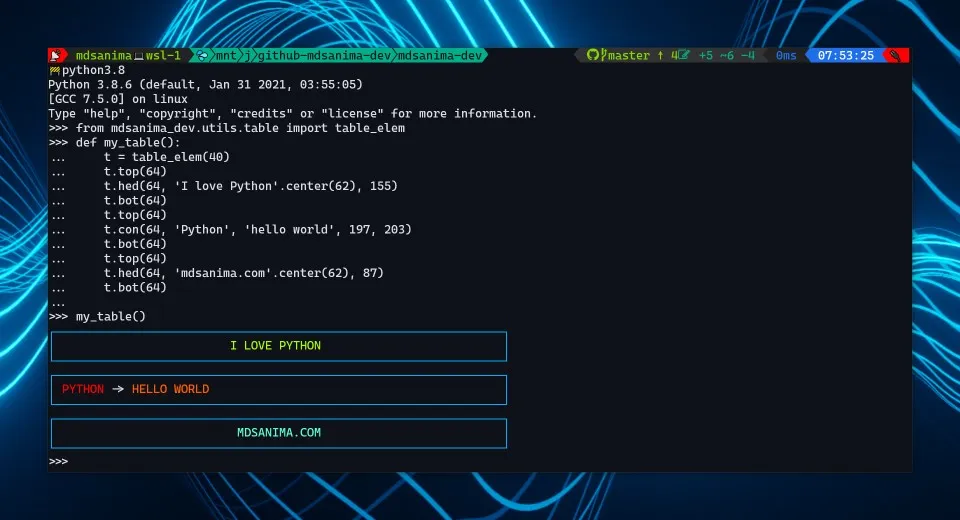 mdsanima wsl-1 mnt j github-mdsanima-dev mdsanima-dev master ↑ 4 +5 ~6 -4 0ms 07:53:25
python3.8
Python 3.8.6 (default, Jan 31 2021, 03:55:05)
[GCC 7.5.0] on linux
Type "help", "copyright", "credits" or "license" for more information.
>>> from mdsanima_dev.utils.table import table_elem
>>> def my_table():
...     t = table_elem(40)
...     t.top(64)
...     t.hed(64, 'I love Python'.center(62), 155)
...     t.bot(64)
...     t.top(64)
...     t.con(64, 'Python', 'hello world', 197, 203)
...     t.bot(64)
...     t.top(64)
...     t.hed(64, 'mdsanima.com'.center(62), 87)
...     t.bot(64)
...
>>> my_table()
I LOVE PYTHON
PYTHON → HELLO WORLD
MDSANIMA.COM
>>>